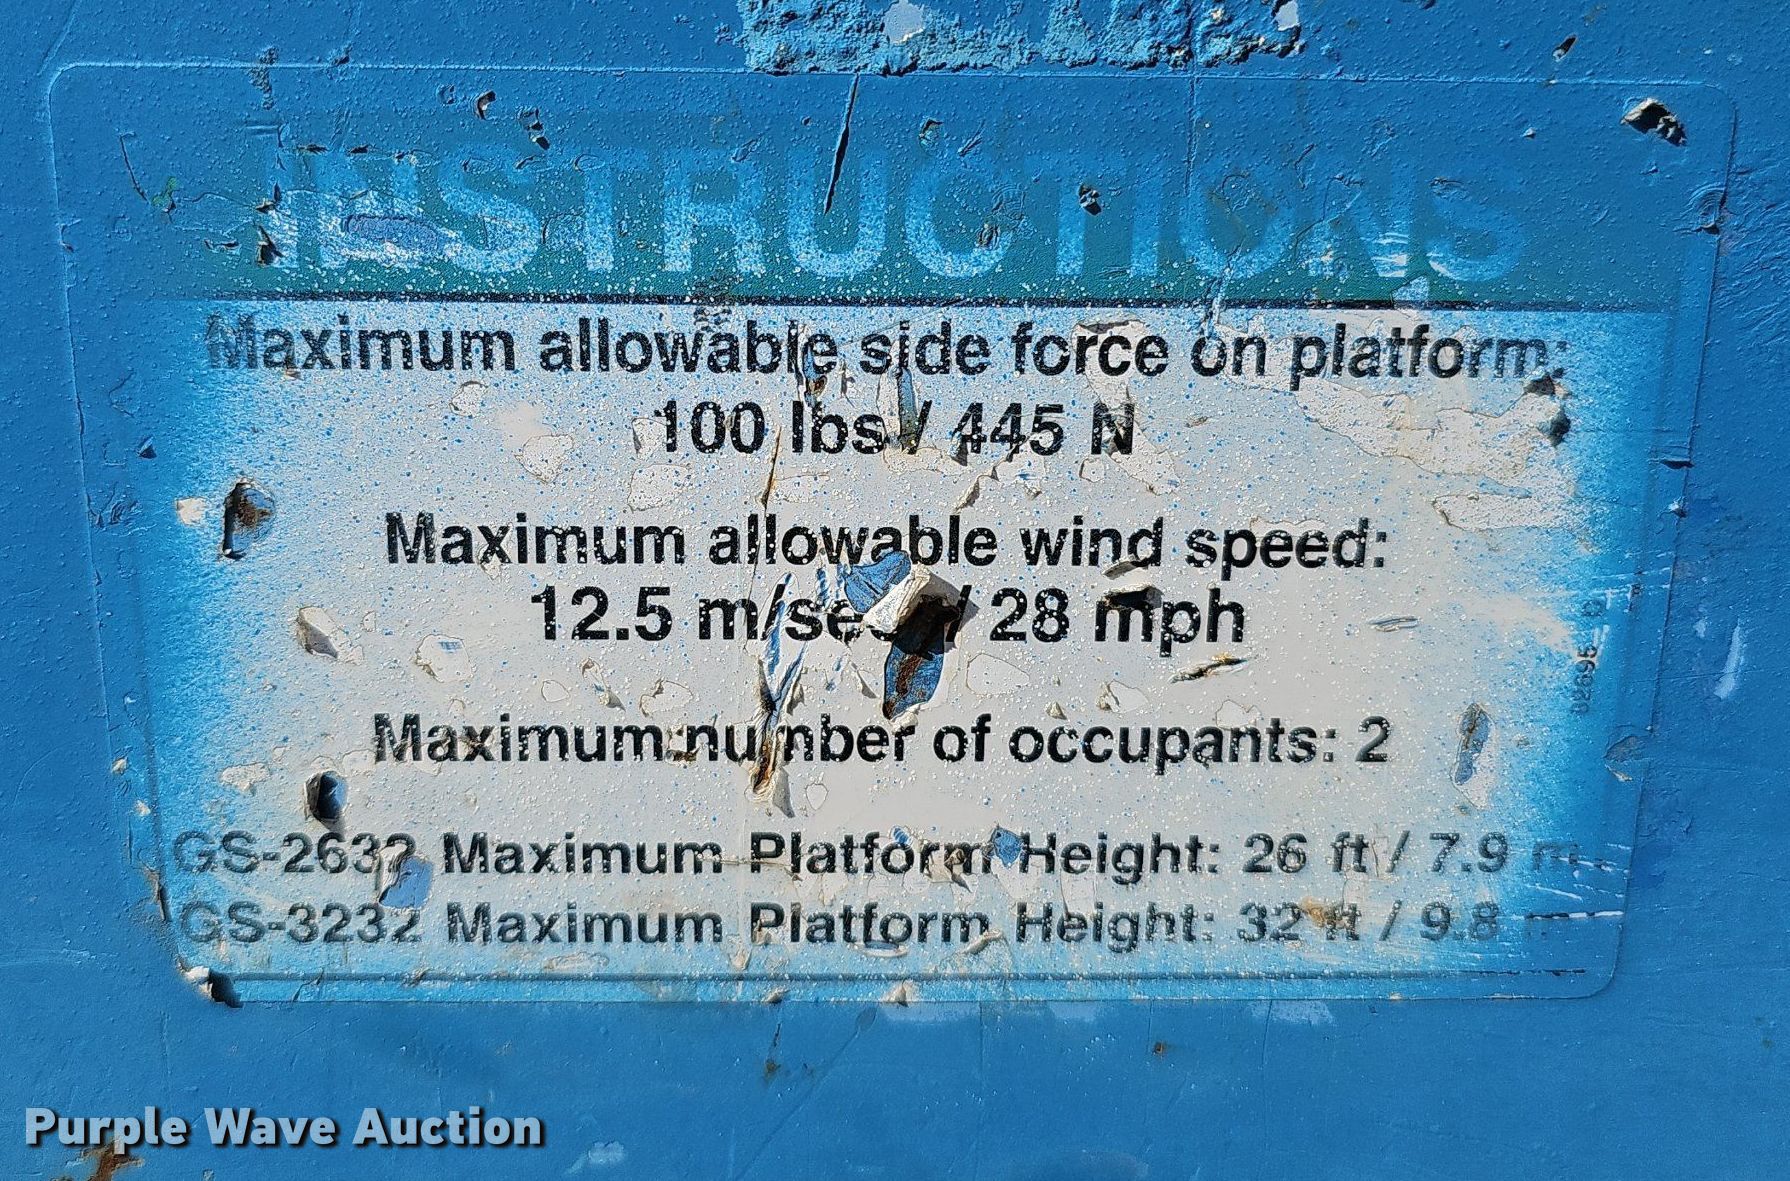 INSTRUCTIONS
Maximum allowable side force on platform:
100 lbs / 445 N
Maximum allowable wind speed:
12.5 m/sec / 28 mph
Maximum number of occupants: 2
GS-2632 Maximum Platform Height: 26 ft / 7.9 m
GS-3232 Maximum Platform Height: 32 ft / 9.8 m
Purple Wave Auction